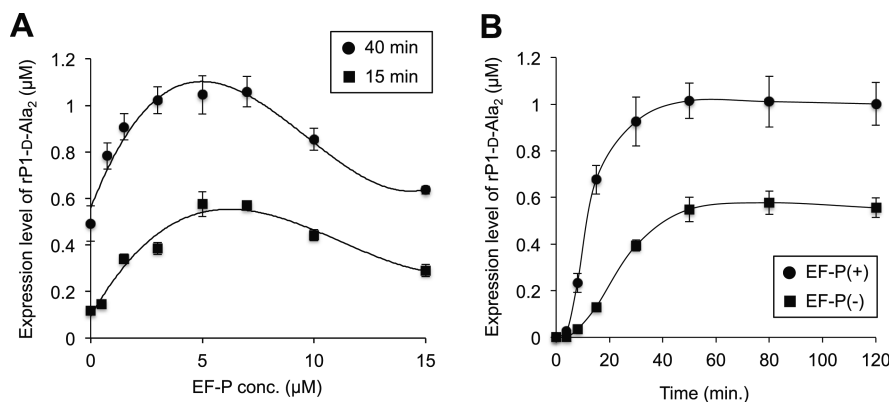 A
Expression level of rP1-D-Ala2 (µM)
1.2
1
0.8
0.6
0.4
0.2
0
0
5
10
15
EF-P conc. (µM)
40 min
15 min
B
Expression level of rP1-D-Ala2 (µM)
1.2
1
0.8
0.6
0.4
0.2
0
0
20
40
60
80
100
120
Time (min.)
EF-P(+)
EF-P(-)